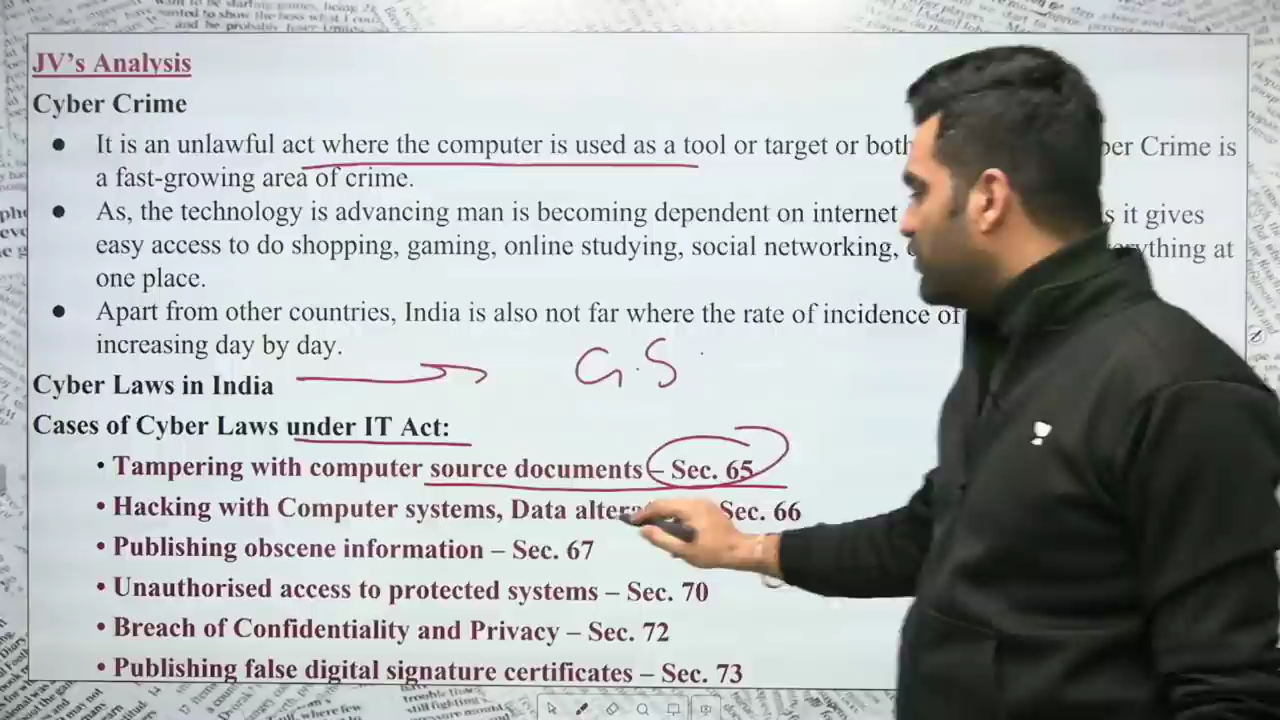 JV's Analysis
Cyber Crime
● It is an unlawful act where the computer is used as a tool or target or both per Crime is
a fast-growing area of crime.
● As, the technology is advancing man is becoming dependent on internet s it gives
easy access to do shopping, gaming, online studying, social networking, rything at
one place.
● Apart from other countries, India is also not far where the rate of incidence of
increasing day by day.
G.S
Cyber Laws in India
Cases of Cyber Laws under IT Act:
• Tampering with computer source documents – Sec. 65
• Hacking with Computer systems, Data altera Sec. 66
• Publishing obscene information – Sec. 67
• Unauthorised access to protected systems – Sec. 70
• Breach of Confidentiality and Privacy – Sec. 72
• Publishing false digital signature certificates – Sec. 73